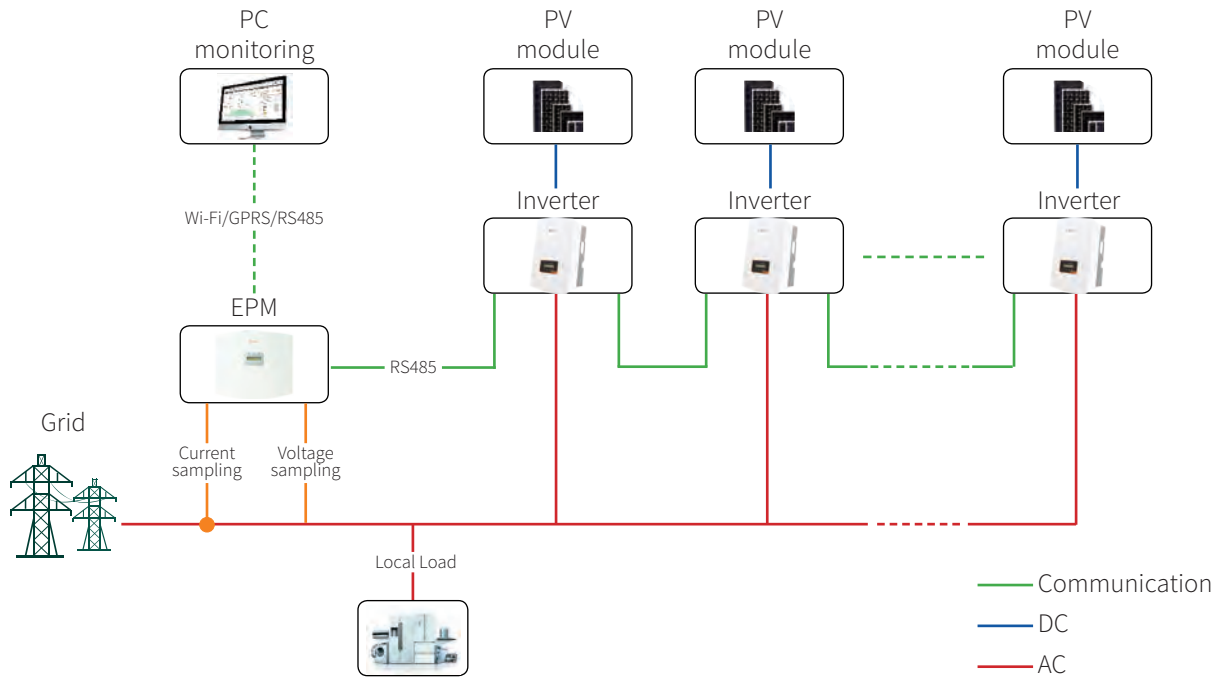 PC
monitoring
PV
module
PV
module
PV
module
Wi-Fi/GPRS/RS485
Inverter
Inverter
Inverter
EPM
RS485
Grid
Current
sampling
Voltage
sampling
Local Load
Communication
DC
AC